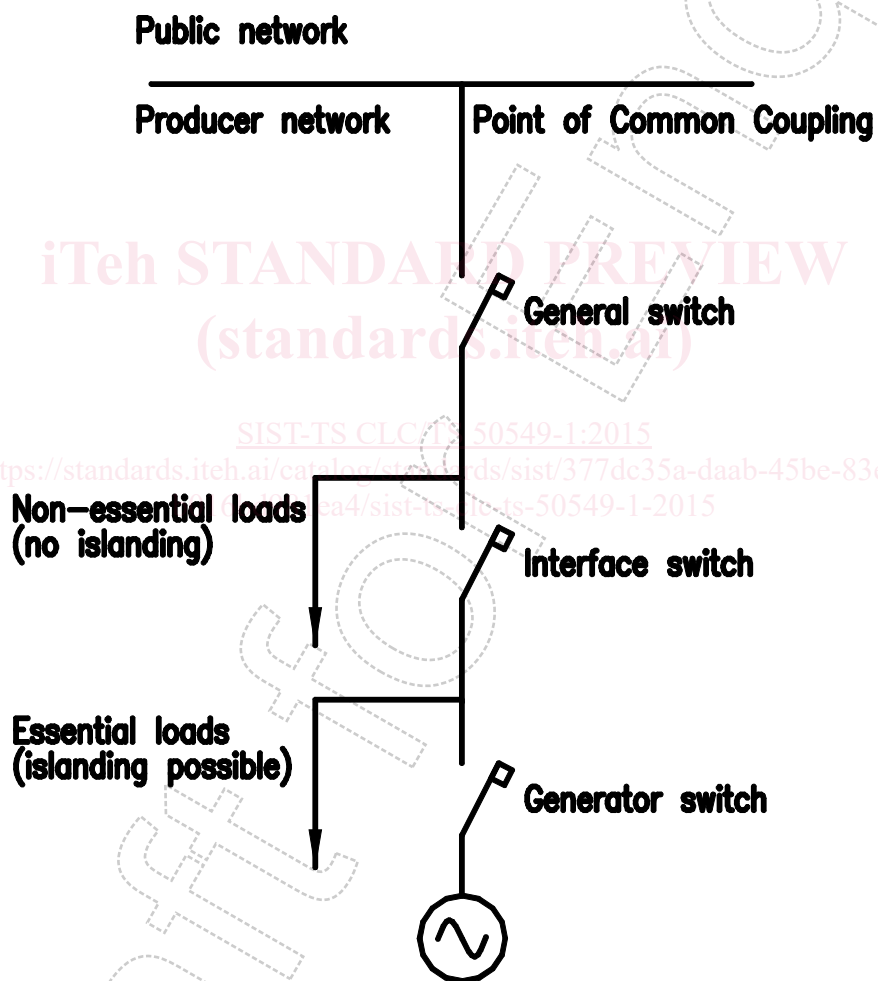 Public network
Producer network
Point of Common Coupling
iTeh STANDARD PREVIEW
General switch
(standards.iteh.ai)
SIST-TS CLC/TS 50549-1:2015
Non-essential loads
(no islanding)
Interface switch
Essential loads
(islanding possible)
Generator switch